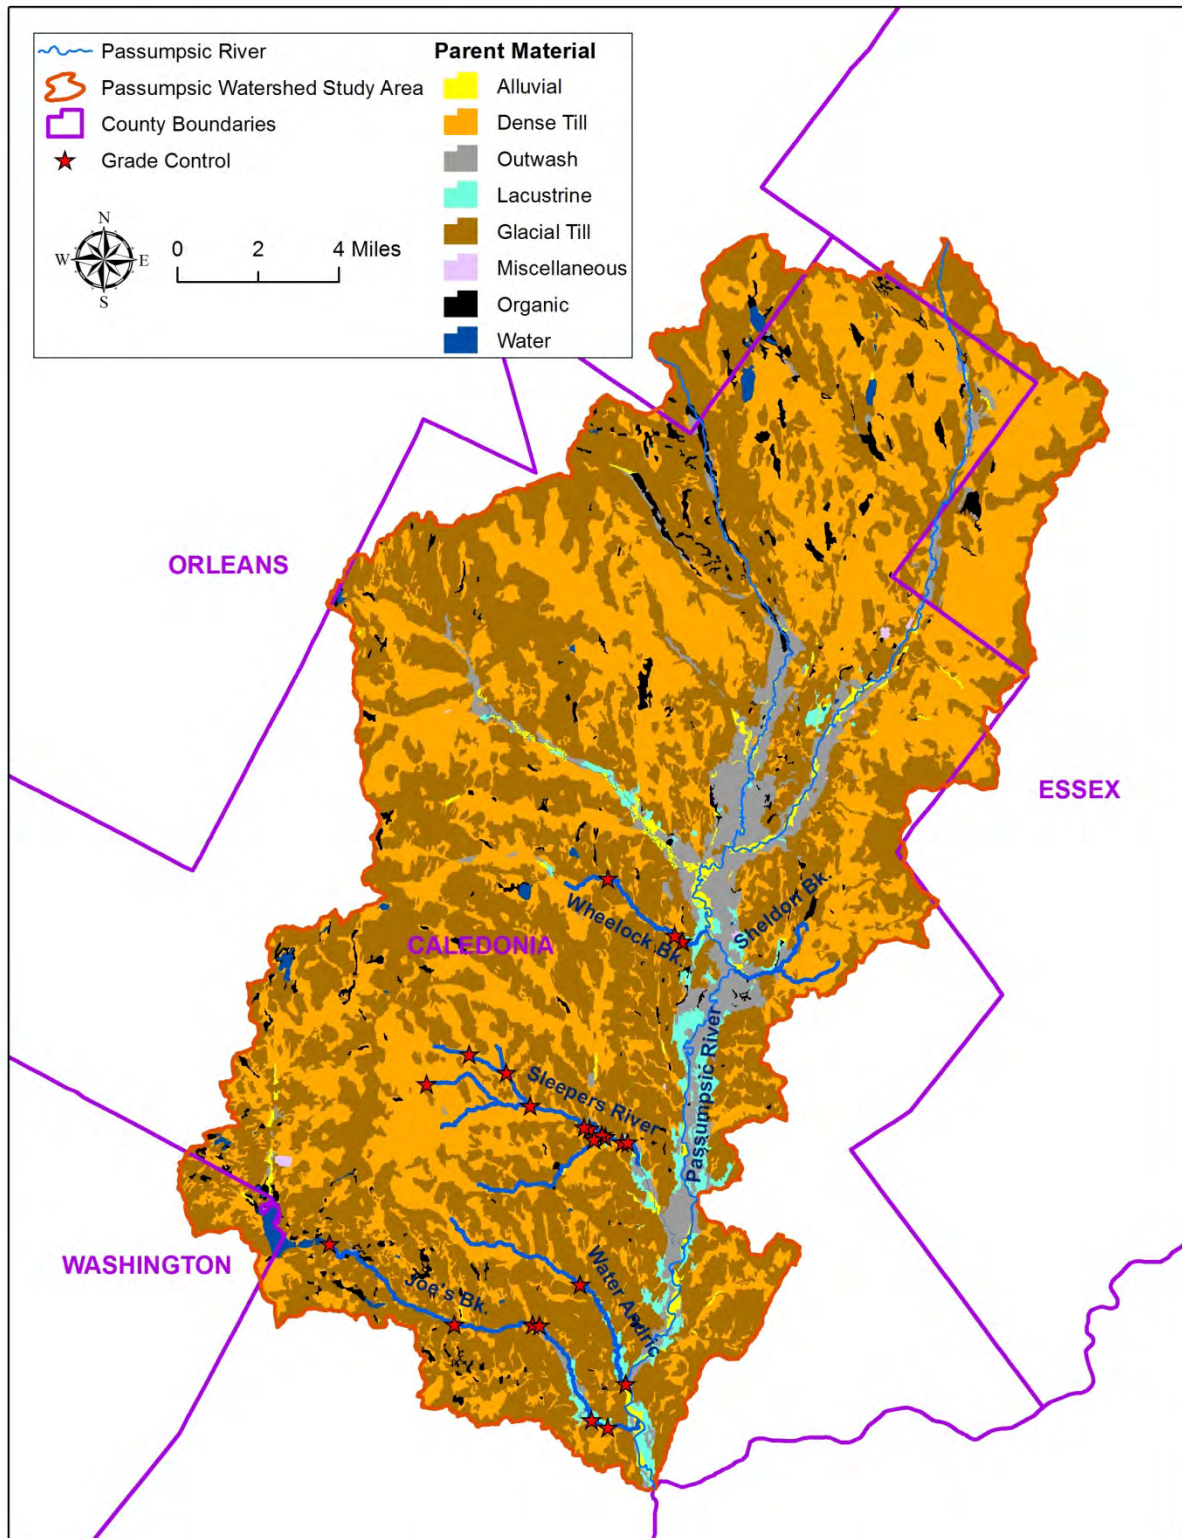 Passumpsic River
Passumpsic Watershed Study Area
County Boundaries
Grade Control
N
W E
S
0 2 4 Miles
Parent Material
Alluvial
Dense Till
Outwash
Lacustrine
Glacial Till
Miscellaneous
Organic
Water
ORLEANS
ESSEX
Sheldon Bk.
Wheelock Bk.
CALEDONIA
Passumpsic River
Sleepers River
WASHINGTON
Water Andric
Joe's Bk.